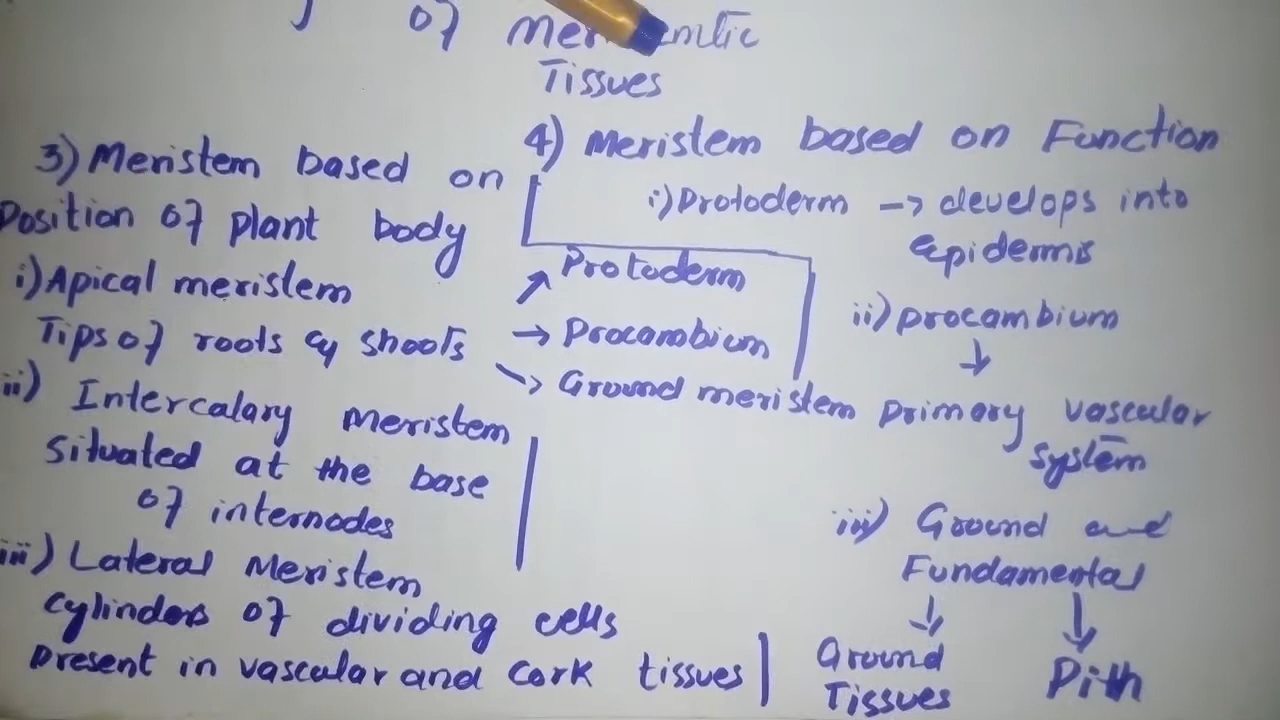 of
Tissues
3) Meristem based on
Position of plant body
i) Apical meristem
Tips of roots & shoots
→ Protoderm
→ Procambium
→ Ground meristem
ii) Intercalary Meristem
situated at the base
of internodes
iii) Lateral Meristem
cylinders of dividing cells
Present in vascular and cork tissues
4) Meristem based on Function
i) Protoderm → develops into
epidermis
ii) procambium
↓
primary vascular
system
iii) Ground and
Fundamental
↓ ↓
Ground
Tissues
Pith